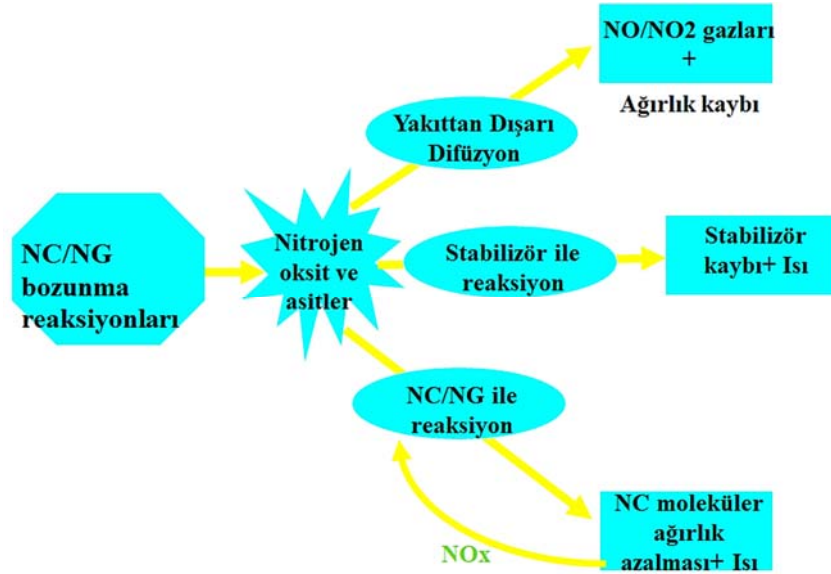 NO/NO2 gazları
+
Ağırlık kaybı
Yakıttan Dışarı
Difüzyon
NC/NG
bozunma
reaksiyonları
Nitrojen
oksit ve
asitler
Stabilizör ile
reaksiyon
Stabilizör
kaybı+ Isı
NC/NG ile
reaksiyon
NOx
NC moleküler
ağırlık
azalması+ Isı